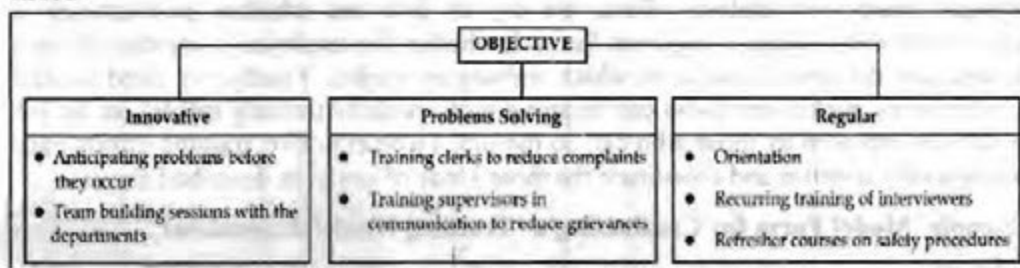 OBJECTIVE
Innovative
• Anticipating problems before
they occur
• Team building sessions with the
departments
Problems Solving
• Training clerks to reduce complaints
• Training supervisors in
communication to reduce grievances
Regular
• Orientation
• Recurring training of interviewers
• Refresher courses on safety procedures